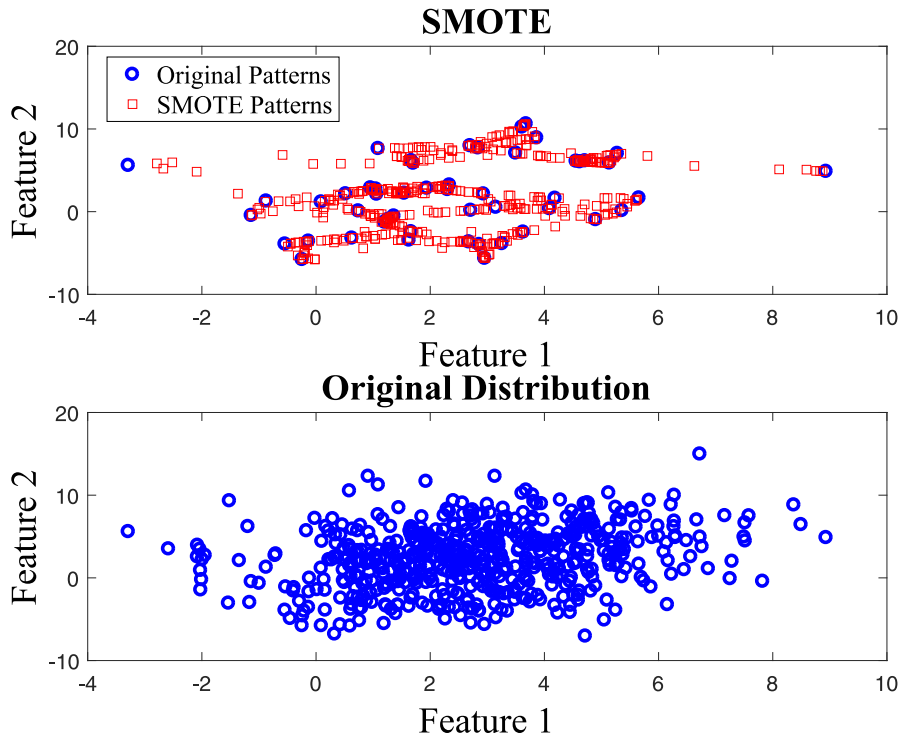 SMOTE
20
Original Patterns
SMOTE Patterns
10
0
-10
Feature 2
-4 -2 0 2 4 6 8 10
Feature 1
Original Distribution
20
10
0
-10
Feature 2
-4 -2 0 2 4 6 8 10
Feature 1